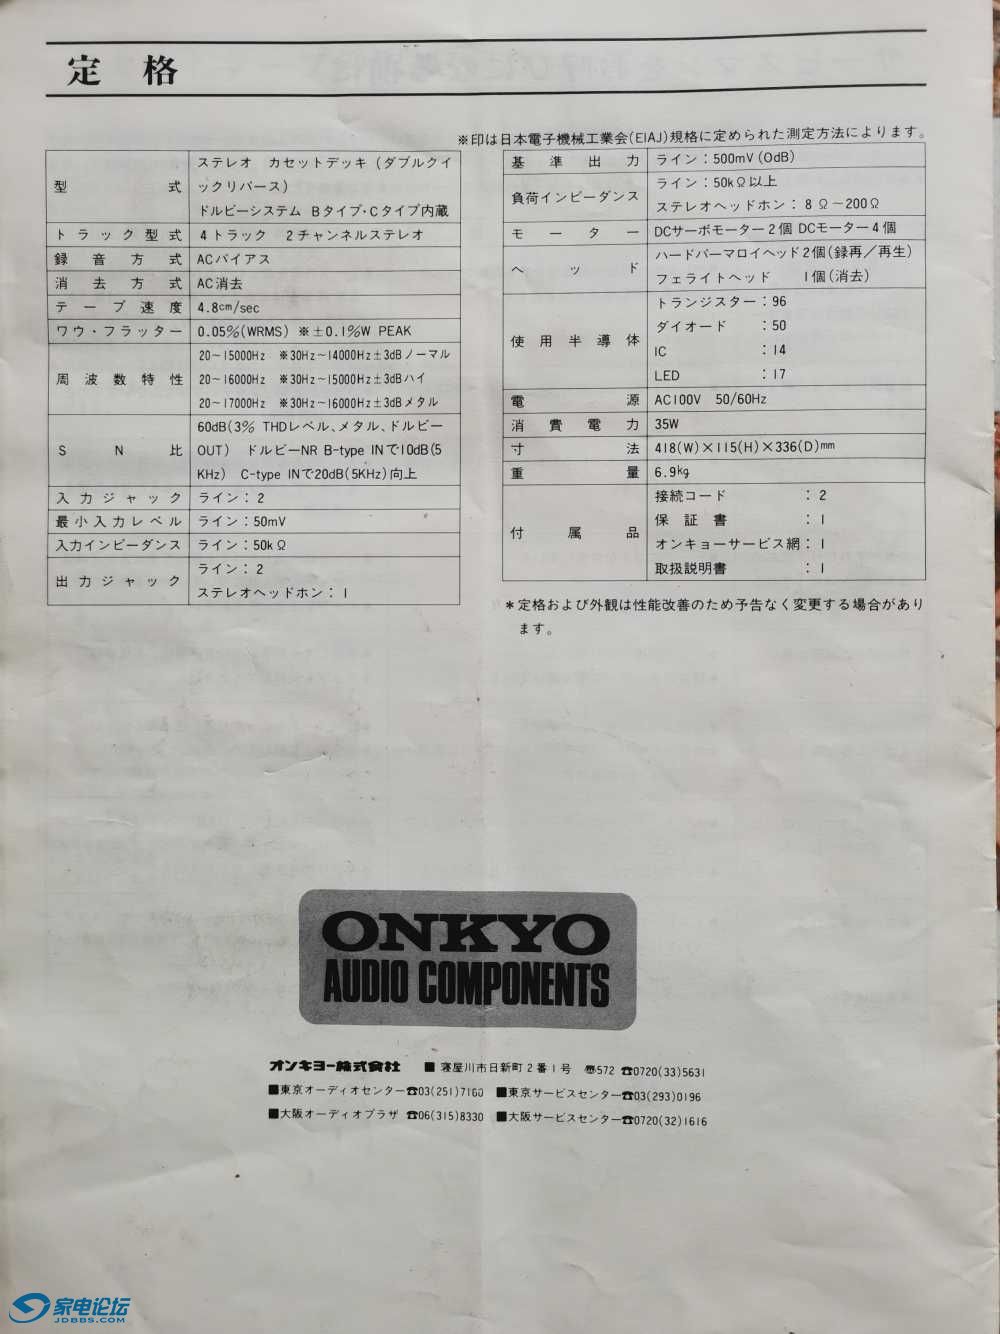 定格
※印は日本電子機械工業会(EIAJ)規格に定められた測定方法によります。
型式 ステレオ カセットデッキ (ダブルクイ
ックリバース)
ドルビーシステム Bタイプ・Cタイプ内蔵
トラック型式 4トラック 2チャンネルステレオ
録音方式 ACバイアス
消去方式 AC消去
テープ速度 4.8cm/sec
ワウ・フラッター 0.05%(WRMS) ※±0.1%W PEAK
周波数特性 20~15000Hz ※30Hz~14000Hz±3dBノーマル
20~16000Hz ※30Hz~15000Hz±3dBハイ
20~17000Hz ※30Hz~16000Hz±3dBメタル
SN比 60dB(3% THDレベル、メタル、ドルビー
OUT) ドルビーNR B-type INで10dB(5
KHz) C-type INで20dB(5KHz)向上
入力ジャック ライン：2
最小入力レベル ライン：50mV
入力インピーダンス ライン：50kΩ
出力ジャック ライン：2
ステレオヘッドホン：1
基準出力 ライン：500mV(0dB)
負荷インピーダンス ライン：50kΩ以上
ステレオヘッドホン：8Ω~200Ω
モーター DCサーボモーター2個 DCモーター4個
ヘッド ハードパーマロイヘッド2個(録再/再生)
フェライトヘッド 1個(消去)
使用半導体 トランジスター：96
ダイオード ：50
IC ：14
LED ：17
電源 AC100V 50/60Hz
消費電力 35W
寸法 418(W)×115(H)×336(D)mm
重量 6.9kg
付属品 接続コード ：2
保証書 ：1
オンキョーサービス網：1
取扱説明書 ：1
＊定格および外観は性能改善のため予告なく変更する場合があり
ます。
ONKYO
AUDIO COMPONENTS
オンキヨー株式会社 ■ 寝屋川市日新町2番1号 〠572 ☎0720(33)5631
■東京オーディオセンター☎03(251)7160 ■東京サービスセンター☎03(293)0196
■大阪オーディオプラザ ☎06(315)8330 ■大阪サービスセンター☎0720(32)1616
家电论坛
JDBBS.COM